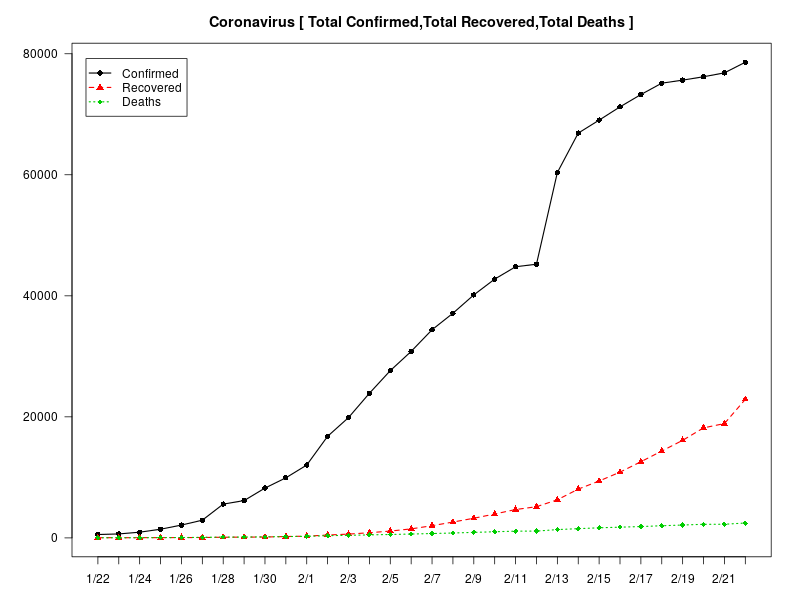 Coronavirus [ Total Confirmed,Total Recovered,Total Deaths ]
80000
60000
40000
20000
0
Confirmed
Recovered
Deaths
1/22 1/24 1/26 1/28 1/30 2/1 2/3 2/5 2/7 2/9 2/11 2/13 2/15 2/17 2/19 2/21